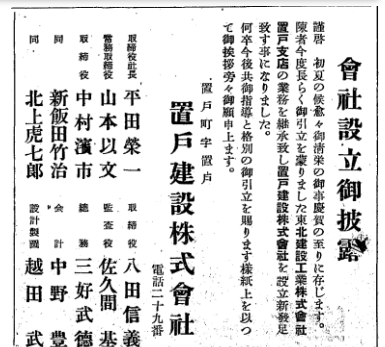 會社設立御披露
謹啓 初夏の候愈々御清栄の御事慶賀の至りに存じます。
陳者今度長らく御引立を蒙りました東北建設工業株式會社
置戸支店の業務を継承致し置戸建設株式會社を設立新発足
致す事になりました。
何卒今後共御指導と格別の御引立を賜ります様紙上を以つ
て御挨拶旁々御願申上ます。
置戸町字置戸
置戸建設株式會社
電話二十九番
取締役社長 平田榮一
常務取締役 山本以文
取締役 中村濱市
同 新飯田竹治
同 北上虎七郎
取締役 八田信義
監査役 佐久間基
総務 三好武德
会計 中野豊
設計製図 越田武